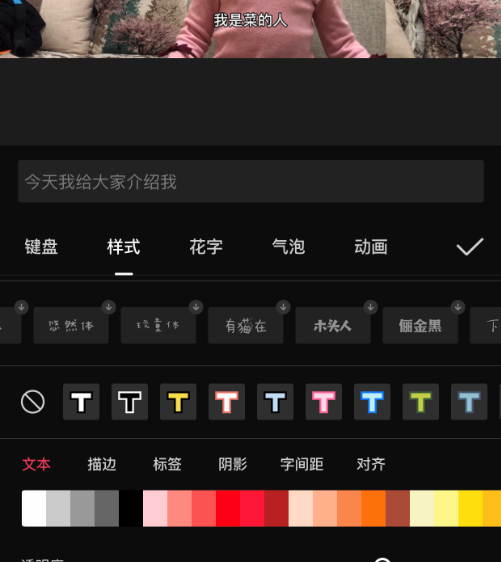 我是菜的人
今天我给大家介绍我
键盘 样式 花字 气泡 动画
悠然体 玩童体 有猫在 木头人 俪金黑 下
T T T T T T T T T
文本 描边 标签 阴影 字间距 对齐
透明度